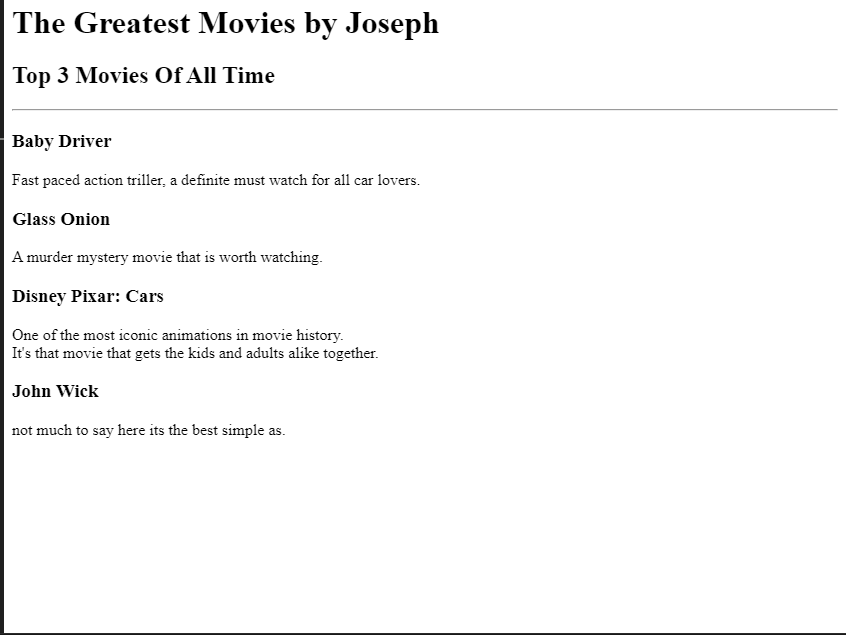 The Greatest Movies by Joseph
Top 3 Movies Of All Time
Baby Driver
Fast paced action triller, a definite must watch for all car lovers.
Glass Onion
A murder mystery movie that is worth watching.
Disney Pixar: Cars
One of the most iconic animations in movie history.
It's that movie that gets the kids and adults alike together.
John Wick
not much to say here its the best simple as.